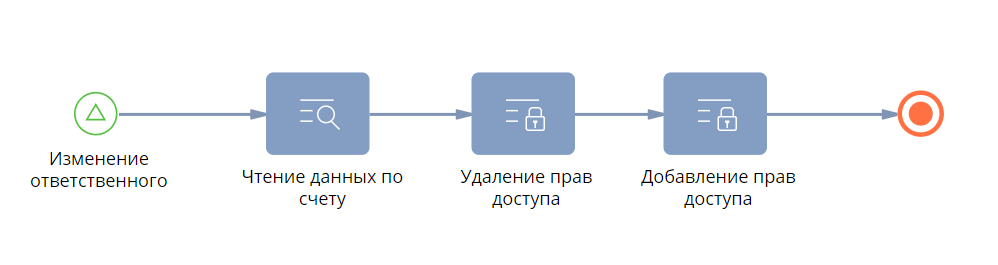 Изменение
ответственного
Чтение данных по
счету
Удаление прав
доступа
Добавление прав
доступа